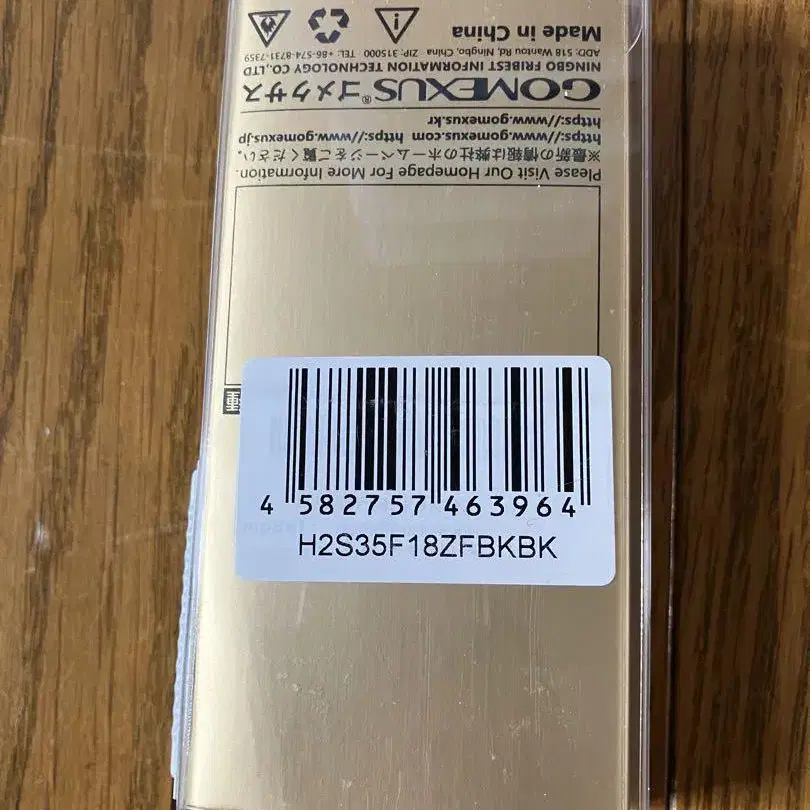 Please Visit Our Homepage For More Information.
※最新の情報は弊社のホームページをご覧ください。
https://www.gomexus.com https://www.gomexus.jp
https://www.gomexus.kr
GOMEXUS® ゴメクサス
NINGBO FRIBEST INFORMATION TECHNOLOGY CO.,LTD
ADD: 518 Wantou Rd, Ningbo, China ZIP: 315000 TEL: +86-574-8731-7359
Made in China
4 582757 463964
H2S35F18ZFBKBK